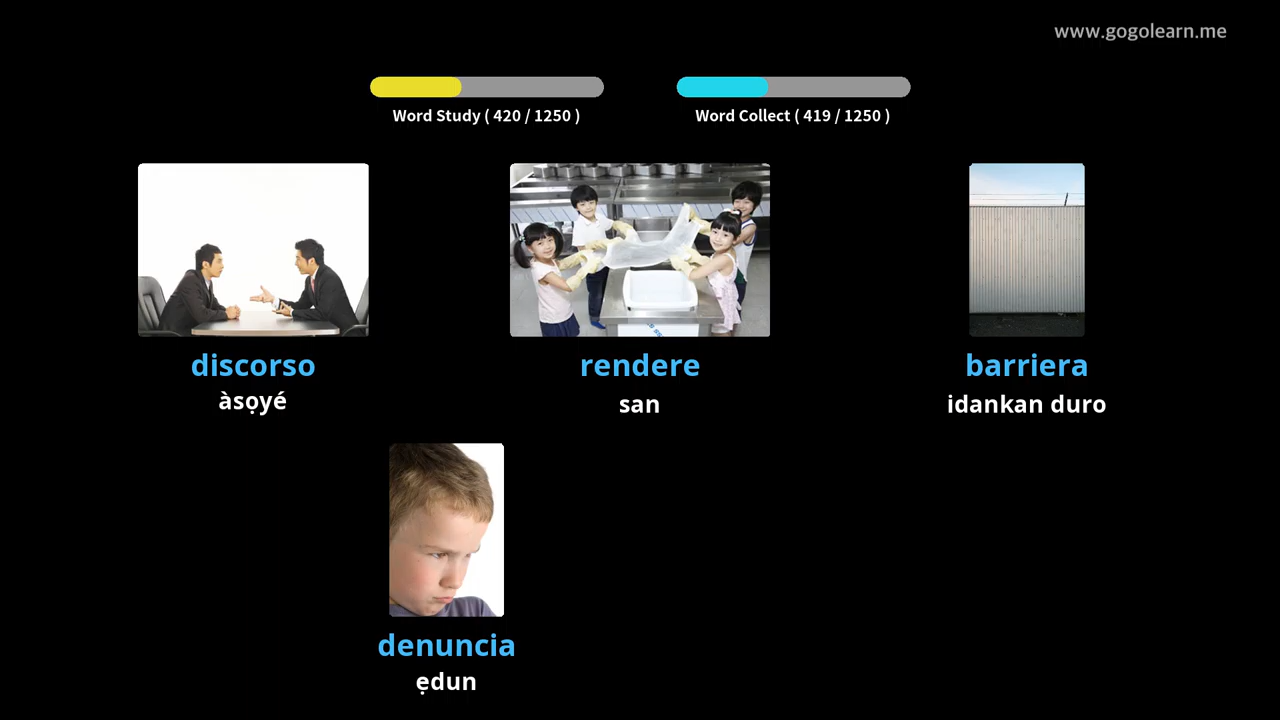 www.gogolearn.me
Word Study ( 420 / 1250 )
Word Collect ( 419 / 1250 )
discorso
àsọyé
rendere
san
barriera
idankan duro
denuncia
ẹdun